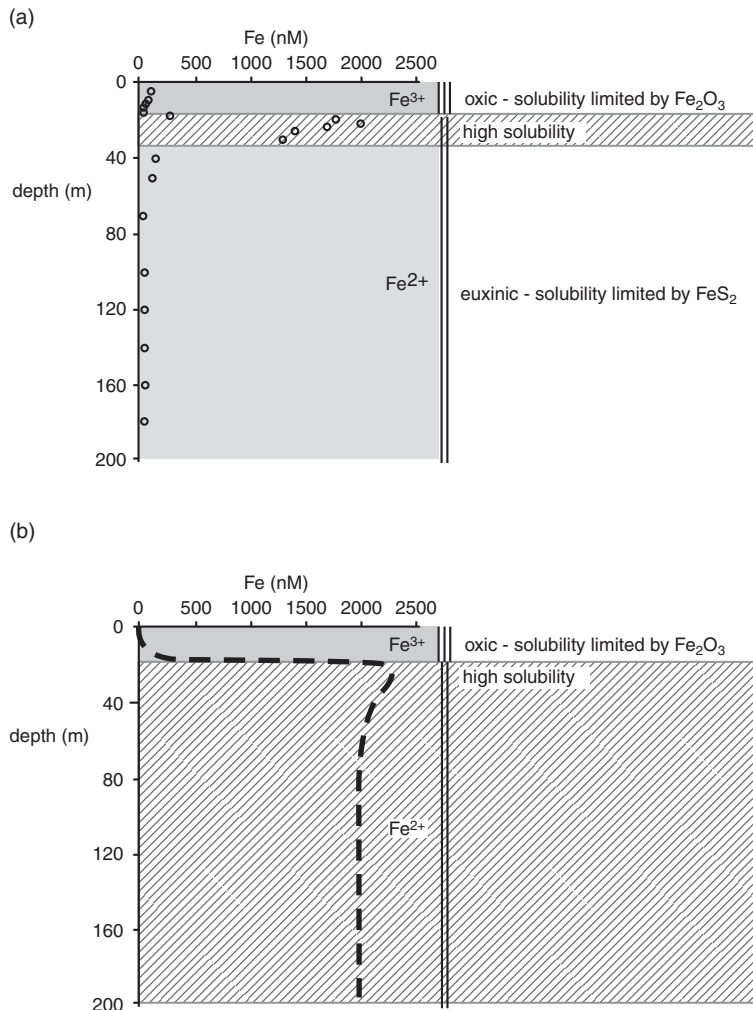 (a)
Fe (nM)
0 500 1000 1500 2000 2500
0
Fe³⁺
oxic - solubility limited by Fe₂O₃
high solubility
40
depth (m)
80
Fe²⁺
euxinic - solubility limited by FeS₂
120
160
200
(b)
Fe (nM)
0 500 1000 1500 2000 2500
0
Fe³⁺
oxic - solubility limited by Fe₂O₃
high solubility
40
depth (m)
80
Fe²⁺
120
160
200